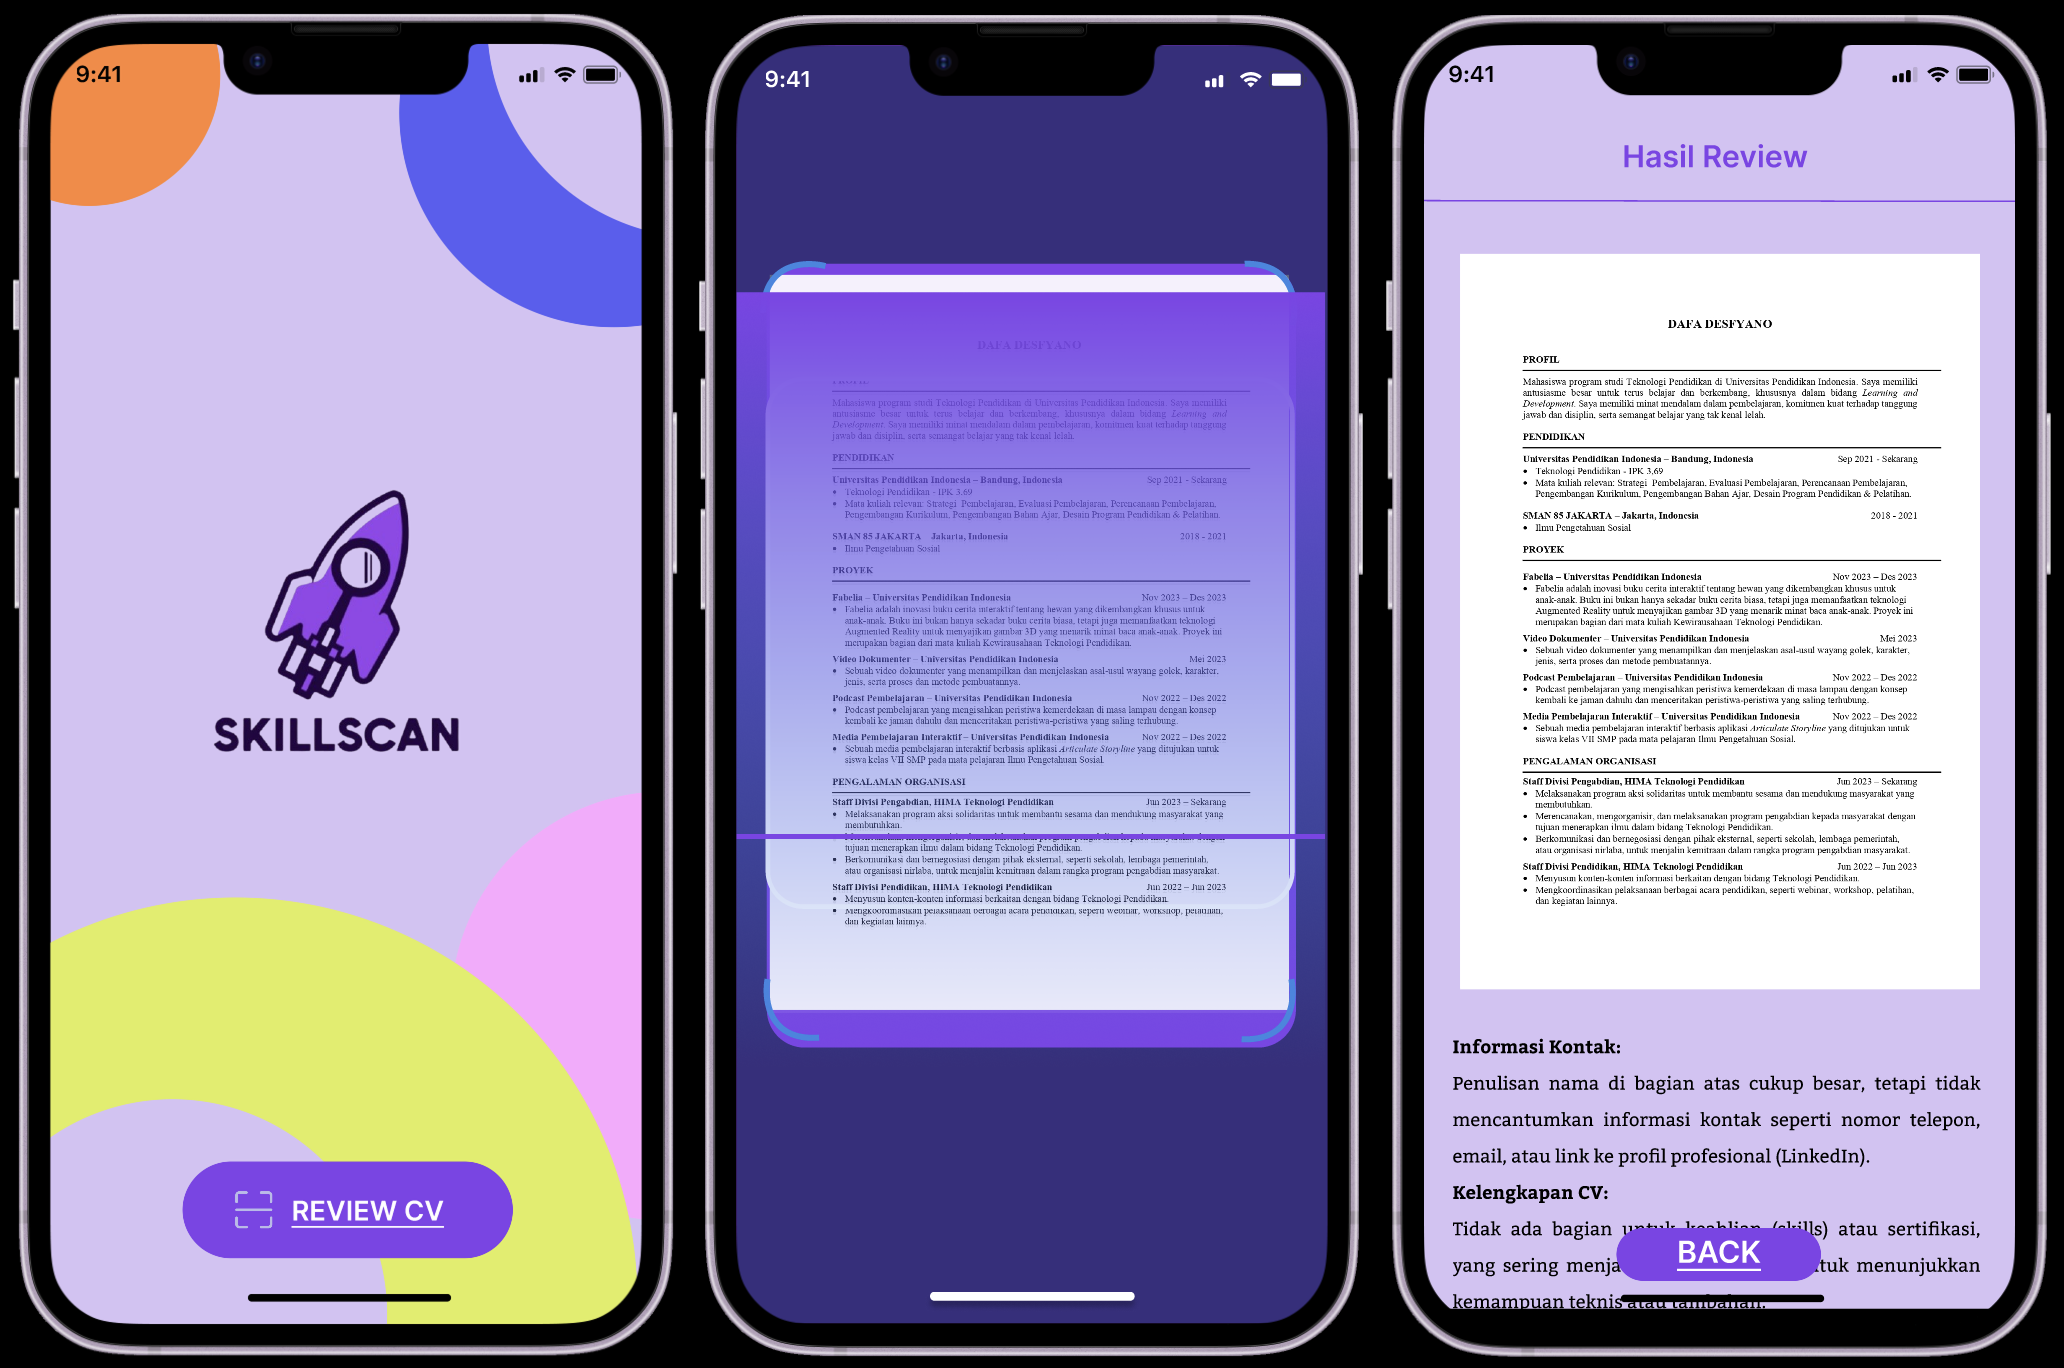 9:41
SKILLSCAN
REVIEW CV
9:41
DAFA DESFYANO
PROFIL
Mahasiswa program studi Teknologi Pendidikan di Universitas Pendidikan Indonesia. Saya memiliki
antusiasme besar untuk terus belajar dan berkembang, khususnya dalam bidang Learning and
Development. Saya memiliki minat mendalam dalam pembelajaran, komitmen kuat terhadap tanggung
jawab dan disiplin, serta semangat belajar yang tak kenal lelah.
PENDIDIKAN
Universitas Pendidikan Indonesia – Bandung, Indonesia Sep 2021 - Sekarang
• Teknologi Pendidikan - IPK 3,69
• Mata kuliah relevan: Strategi Pembelajaran, Evaluasi Pembelajaran, Perencanaan Pembelajaran,
Pengembangan Kurikulum, Pengembangan Bahan Ajar, Desain Program Pendidikan & Pelatihan.
SMAN 85 JAKARTA – Jakarta, Indonesia 2018 - 2021
• Ilmu Pengetahuan Sosial
PROYEK
Fabelia – Universitas Pendidikan Indonesia Nov 2023 – Des 2023
• Fabelia adalah inovasi buku cerita interaktif tentang hewan yang dikembangkan khusus untuk
anak-anak. Buku ini bukan hanya sekadar buku cerita biasa, tetapi juga memanfaatkan teknologi
Augmented Reality untuk menyajikan gambar 3D yang menarik minat baca anak-anak. Proyek ini
merupakan bagian dari mata kuliah Kewirausahaan Teknologi Pendidikan.
Video Dokumenter – Universitas Pendidikan Indonesia Mei 2023
• Sebuah video dokumenter yang menampilkan dan menjelaskan asal-usul wayang golek, karakter,
jenis, serta proses dan metode pembuatannya.
Podcast Pembelajaran – Universitas Pendidikan Indonesia Nov 2022 – Des 2022
• Podcast pembelajaran yang mengisahkan peristiwa kemerdekaan di masa lampau dengan konsep
kembali ke jaman dahulu dan menceritakan peristiwa-peristiwa yang saling terhubung.
Media Pembelajaran Interaktif – Universitas Pendidikan Indonesia Nov 2022 – Des 2022
• Sebuah media pembelajaran interaktif berbasis aplikasi Articulate Storyline yang ditujukan untuk
siswa kelas VII SMP pada mata pelajaran Ilmu Pengetahuan Sosial.
PENGALAMAN ORGANISASI
Staff Divisi Pengabdian, HIMA Teknologi Pendidikan Jun 2023 – Sekarang
• Melaksanakan program aksi solidaritas untuk membantu sesama dan mendukung masyarakat yang
membutuhkan.
• Merencanakan, mengorganisir, dan melaksanakan program pengabdian kepada masyarakat dengan
tujuan menerapkan ilmu dalam bidang Teknologi Pendidikan.
• Berkomunikasi dan bernegosiasi dengan pihak eksternal, seperti sekolah, lembaga pemerintah,
atau organisasi nirlaba, untuk menjalin kemitraan dalam rangka program pengabdian masyarakat.
Staff Divisi Pendidikan, HIMA Teknologi Pendidikan Jun 2022 – Jun 2023
• Menyusun konten-konten informasi berkaitan dengan bidang Teknologi Pendidikan.
• Mengkoordinasikan pelaksanaan berbagai acara pendidikan, seperti webinar, workshop, pelatihan,
dan kegiatan lainnya.
9:41
Hasil Review
DAFA DESFYANO
PROFIL
Mahasiswa program studi Teknologi Pendidikan di Universitas Pendidikan Indonesia. Saya memiliki
antusiasme besar untuk terus belajar dan berkembang, khususnya dalam bidang Learning and
Development. Saya memiliki minat mendalam dalam pembelajaran, komitmen kuat terhadap tanggung
jawab dan disiplin, serta semangat belajar yang tak kenal lelah.
PENDIDIKAN
Universitas Pendidikan Indonesia – Bandung, Indonesia Sep 2021 - Sekarang
• Teknologi Pendidikan - IPK 3,69
• Mata kuliah relevan: Strategi Pembelajaran, Evaluasi Pembelajaran, Perencanaan Pembelajaran,
Pengembangan Kurikulum, Pengembangan Bahan Ajar, Desain Program Pendidikan & Pelatihan.
SMAN 85 JAKARTA – Jakarta, Indonesia 2018 - 2021
• Ilmu Pengetahuan Sosial
PROYEK
Fabelia – Universitas Pendidikan Indonesia Nov 2023 – Des 2023
• Fabelia adalah inovasi buku cerita interaktif tentang hewan yang dikembangkan khusus untuk
anak-anak. Buku ini bukan hanya sekadar buku cerita biasa, tetapi juga memanfaatkan teknologi
Augmented Reality untuk menyajikan gambar 3D yang menarik minat baca anak-anak. Proyek ini
merupakan bagian dari mata kuliah Kewirausahaan Teknologi Pendidikan.
Video Dokumenter – Universitas Pendidikan Indonesia Mei 2023
• Sebuah video dokumenter yang menampilkan dan menjelaskan asal-usul wayang golek, karakter,
jenis, serta proses dan metode pembuatannya.
Podcast Pembelajaran – Universitas Pendidikan Indonesia Nov 2022 – Des 2022
• Podcast pembelajaran yang mengisahkan peristiwa kemerdekaan di masa lampau dengan konsep
kembali ke jaman dahulu dan menceritakan peristiwa-peristiwa yang saling terhubung.
Media Pembelajaran Interaktif – Universitas Pendidikan Indonesia Nov 2022 – Des 2022
• Sebuah media pembelajaran interaktif berbasis aplikasi Articulate Storyline yang ditujukan untuk
siswa kelas VII SMP pada mata pelajaran Ilmu Pengetahuan Sosial.
PENGALAMAN ORGANISASI
Staff Divisi Pengabdian, HIMA Teknologi Pendidikan Jun 2023 – Sekarang
• Melaksanakan program aksi solidaritas untuk membantu sesama dan mendukung masyarakat yang
membutuhkan.
• Merencanakan, mengorganisir, dan melaksanakan program pengabdian kepada masyarakat dengan
tujuan menerapkan ilmu dalam bidang Teknologi Pendidikan.
• Berkomunikasi dan bernegosiasi dengan pihak eksternal, seperti sekolah, lembaga pemerintah,
atau organisasi nirlaba, untuk menjalin kemitraan dalam rangka program pengabdian masyarakat.
Staff Divisi Pendidikan, HIMA Teknologi Pendidikan Jun 2022 – Jun 2023
• Menyusun konten-konten informasi berkaitan dengan bidang Teknologi Pendidikan.
• Mengkoordinasikan pelaksanaan berbagai acara pendidikan, seperti webinar, workshop, pelatihan,
dan kegiatan lainnya.
Informasi Kontak:
Penulisan nama di bagian atas cukup besar, tetapi tidak
mencantumkan informasi kontak seperti nomor telepon,
email, atau link ke profil profesional (LinkedIn).
Kelengkapan CV:
Tidak ada bagian untuk keahlian (skills) atau sertifikasi,
yang sering menunjukkan
kemampuan teknis atau tambahan.
BACK